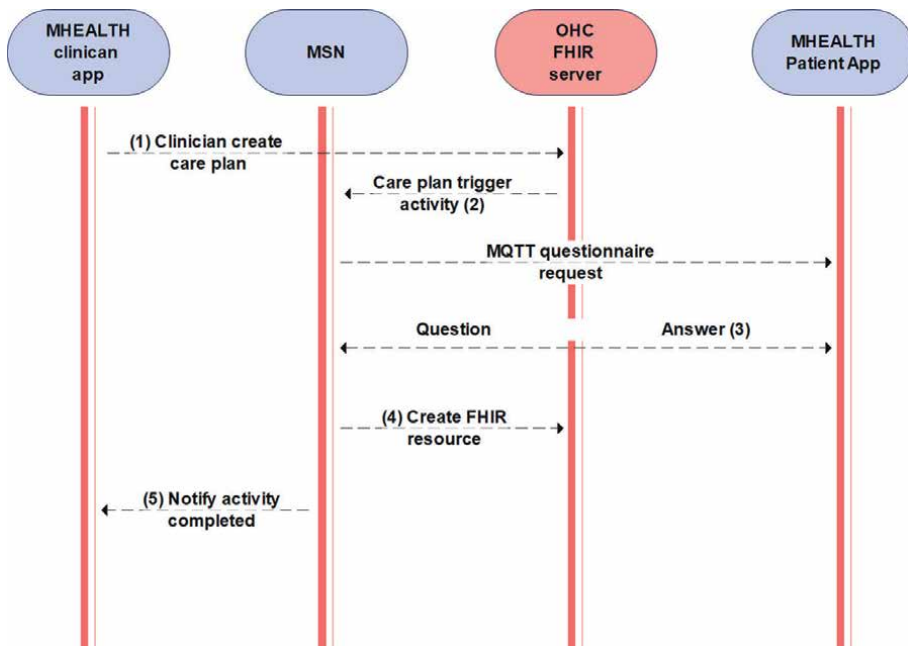 MHEALTH
clinican
app
MSN
OHC
FHIR
server
MHEALTH
Patient App
(1) Clinician create
care plan
Care plan trigger
activity (2)
MQTT questionnaire
request
Question
Answer (3)
(4) Create FHIR
resource
(5) Notify activity
completed